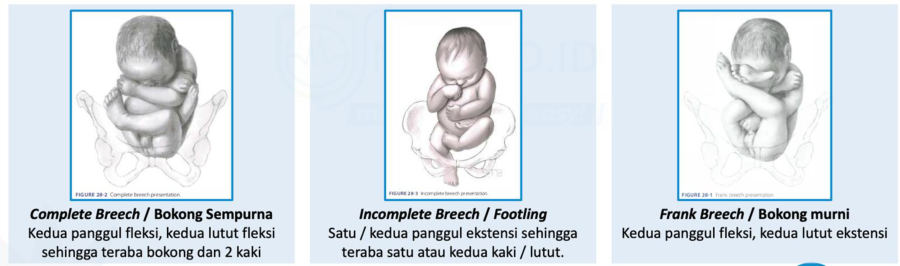 FIGURE 28-2 Complete breech presentation.
Complete Breech / Bokong Sempurna
Kedua panggul fleksi, kedua lutut fleksi
sehingga teraba bokong dan 2 kaki
FIGURE 28-3 Incomplete breech presentation.
Incomplete Breech / Footling
Satu / kedua panggul ekstensi sehingga
teraba satu atau kedua kaki / lutut.
FIGURE 28-1 Frank breech presentation.
Frank Breech / Bokong murni
Kedua panggul fleksi, kedua lutut ekstensi